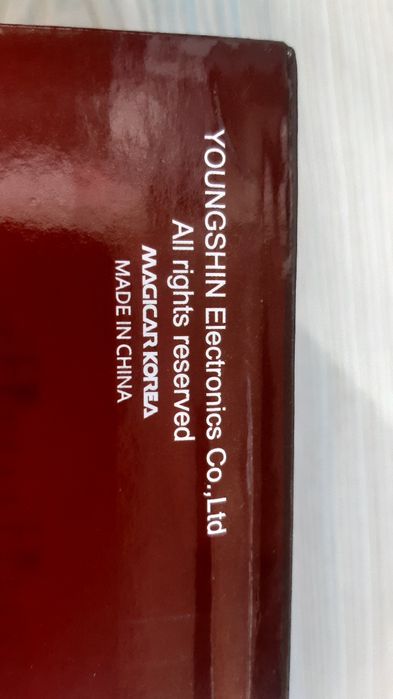 YOUNGSHIN Electronics Co.,Ltd
All rights reserved
MAGICAR KOREA
MADE IN CHINA